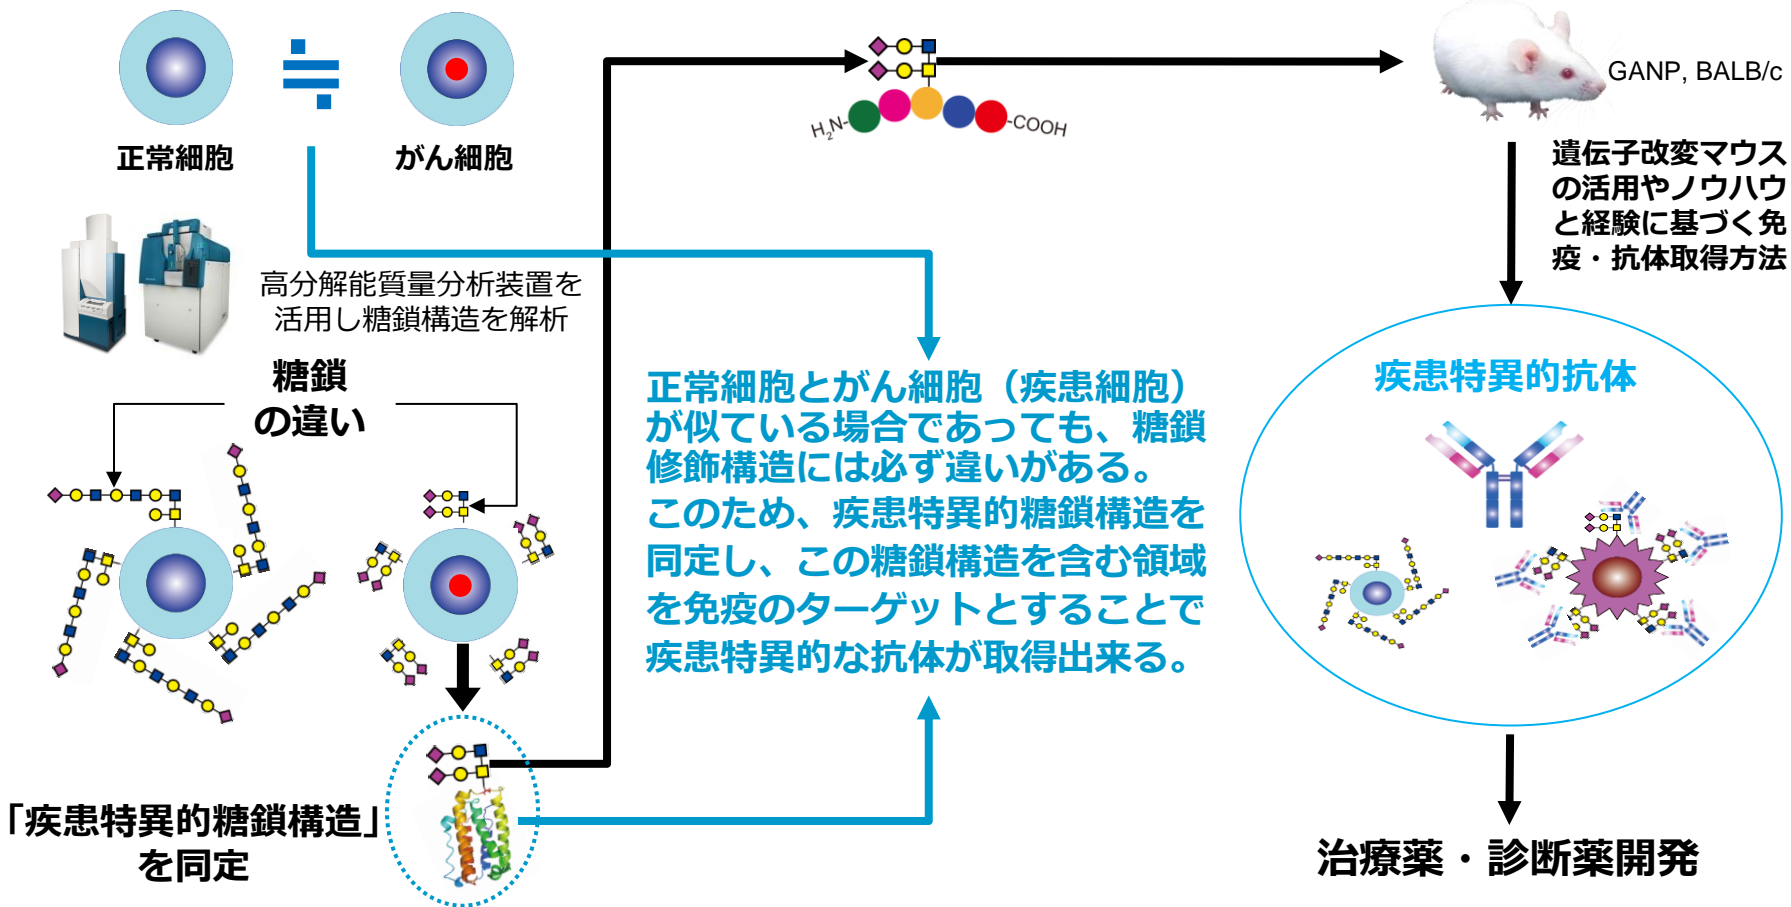 正常細胞
がん細胞
高分解能質量分析装置を
活用し糖鎖構造を解析
糖鎖
の違い
「疾患特異的糖鎖構造」
を同定
H2N-
-COOH
GANP, BALB/c
遺伝子改変マウス
の活用やノウハウ
と経験に基づく免
疫・抗体取得方法
正常細胞とがん細胞（疾患細胞）
が似ている場合であっても、糖鎖
修飾構造には必ず違いがある。
このため、疾患特異的糖鎖構造を
同定し、この糖鎖構造を含む領域
を免疫のターゲットとすることで
疾患特異的な抗体が取得出来る。
疾患特異的抗体
治療薬・診断薬開発